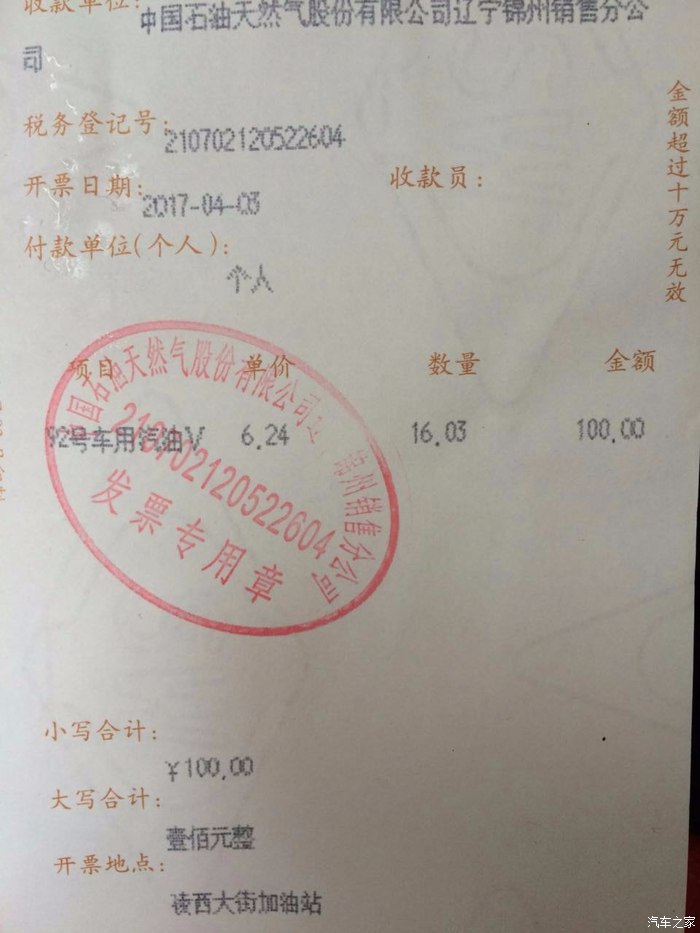 收款单位:
中国石油天然气股份有限公司辽宁锦州销售分公
司
税务登记号:
210702120522604
开票日期:
2017-04-03
收款员:
付款单位(个人):
个人
金额超过十万元无效
项目 单价 数量 金额
92号车用汽油V 6.24 16.03 100.00
中国石油天然气股份有限公司辽 锦州销售分公司
210702120522604
发票专用章
小写合计:
¥100.00
大写合计:
壹佰元整
开票地点:
凌西大街加油站
汽车之家